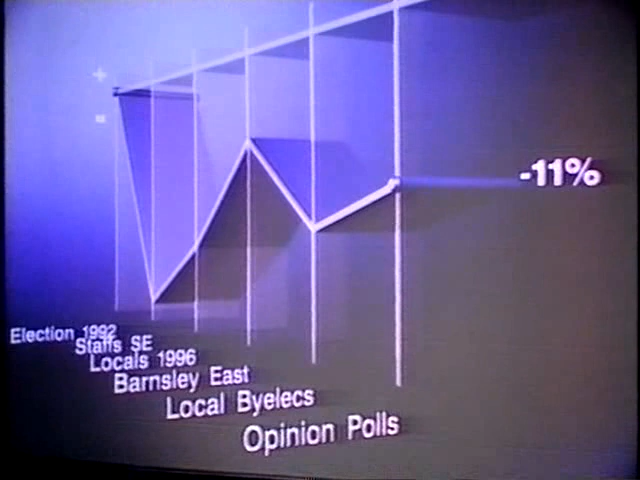 +
-11%
Election 1992
Staffs SE
Locals 1996
Barnsley East
Local Byelecs
Opinion Polls